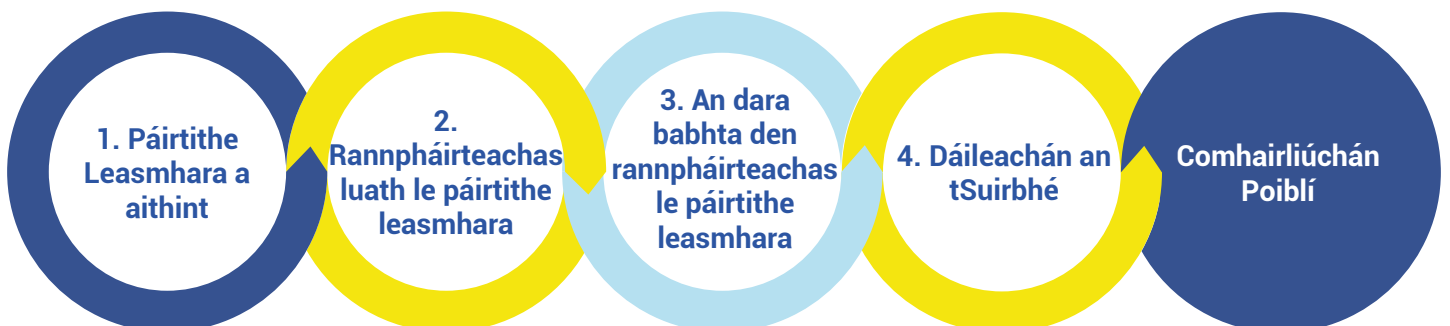 1. Páirtithe
Leasmhara a
aithint
2.
Rannpháirteachas
luath le páirtithe
leasmhara
3. An dara
babhta den
rannpháirteachas
le páirtithe
leasmhara
4. Dáileachán an
tSuirbhé
Comhairliúchán
Poiblí